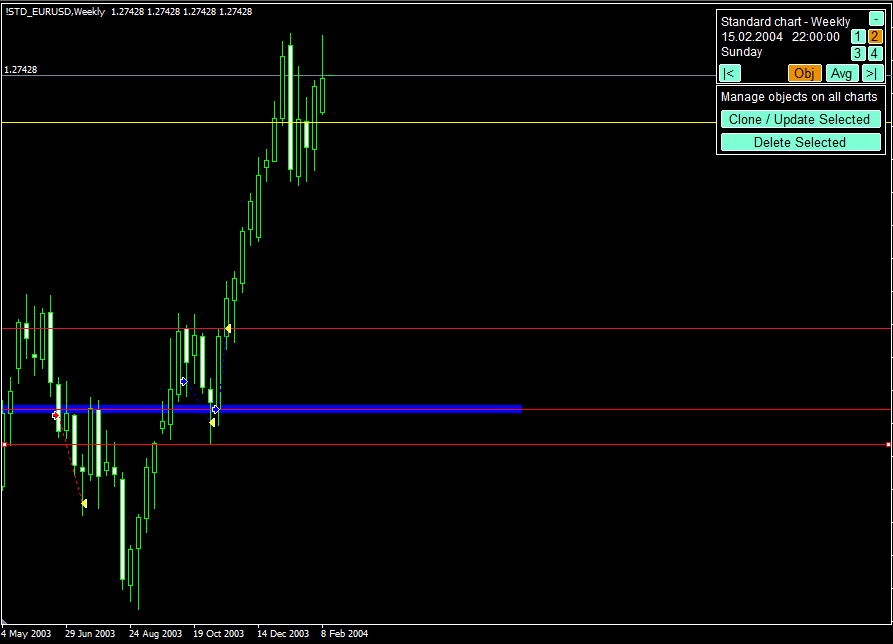 !STD_EURUSD,Weekly 1.27428 1.27428 1.27428 1.27428
1.27428
Standard chart - Weekly -
15.02.2004 22:00:00 1 2
Sunday 3 4
|< Obj Avg >|
Manage objects on all charts
Clone / Update Selected
Delete Selected
4 May 2003 29 Jun 2003 24 Aug 2003 19 Oct 2003 14 Dec 2003 8 Feb 2004